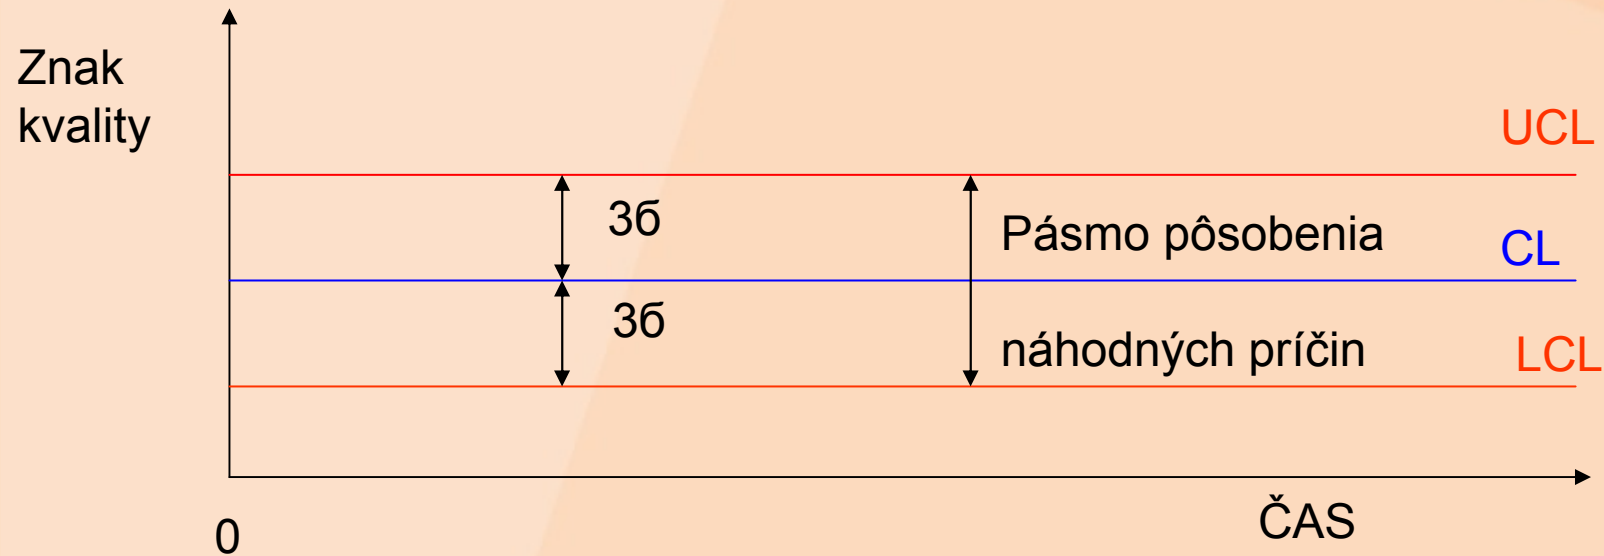 Znak
kvality
UCL
3б
Pásmo pôsobenia
CL
3б
náhodných príčin
LCL
ČAS
0